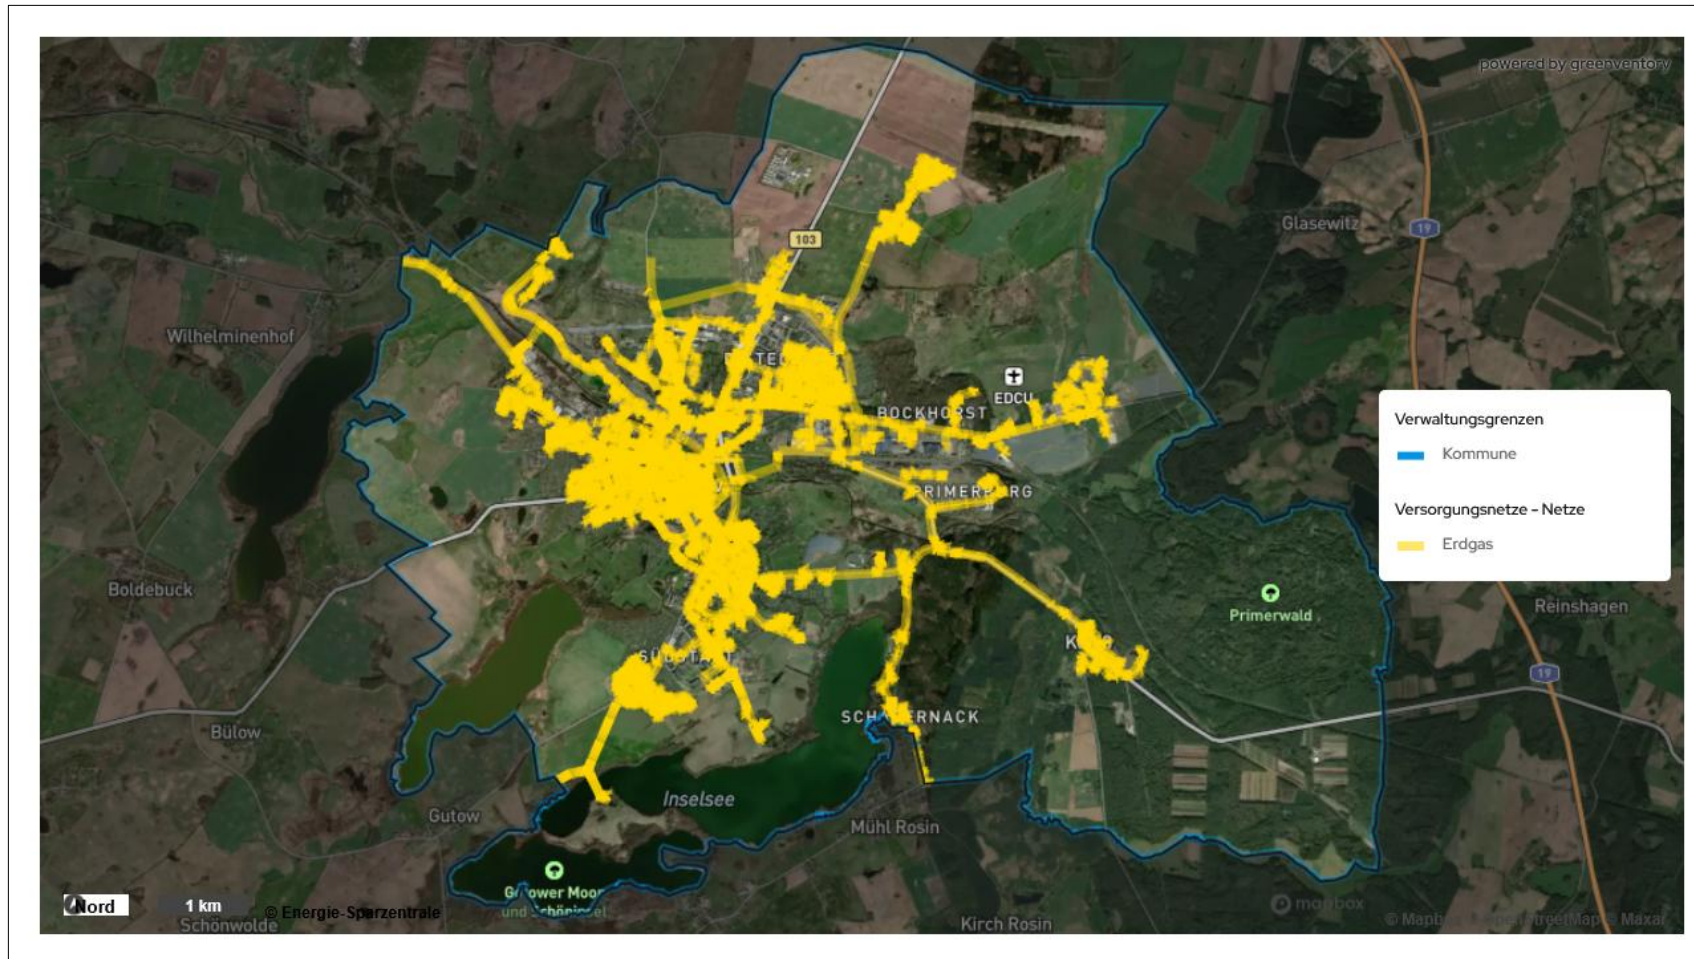 powered by greenventory
Glasewitz
19
103
Wilhelminenhof
EDCU
BOCKHORST
Verwaltungsgrenzen
Kommune
Versorgungsnetze - Netze
Erdgas
Boldebuck
Primerwald
Reinshagen
19
Bülow
Inselsee
Gutow
Mühl Rosin
Nord
1 km
© Energie-Sparzentrale
Schönwolde
Kirch Rosin
mapbox